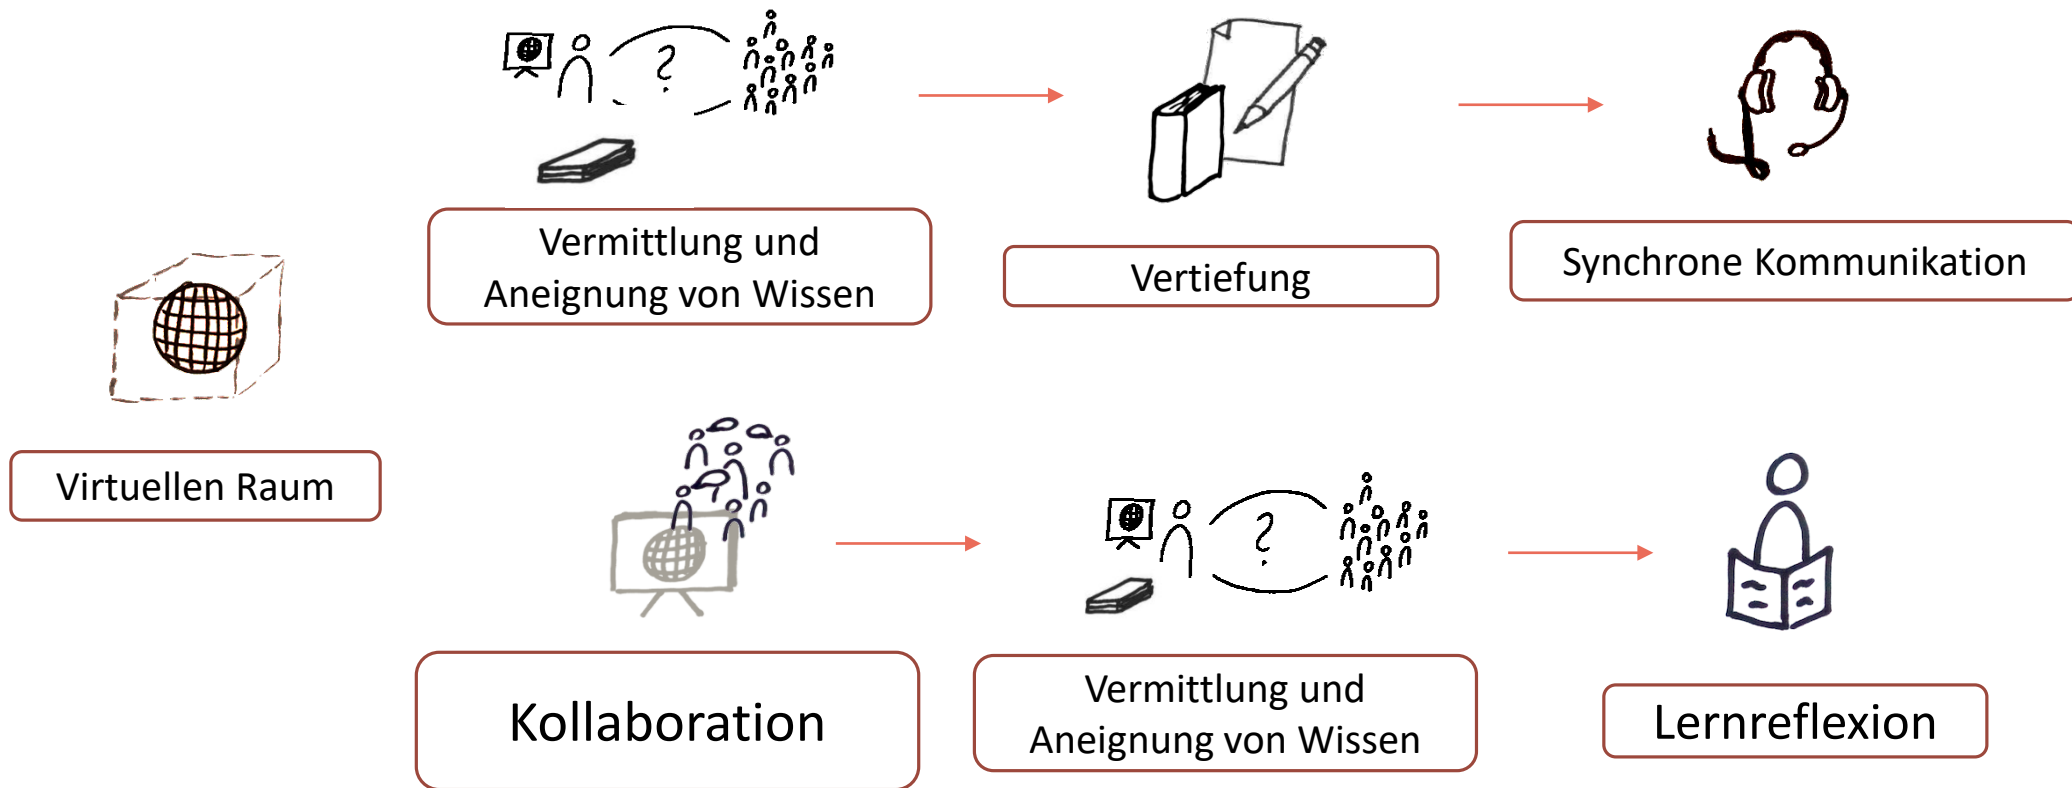 Vermittlung und
Aneignung von Wissen
Vertiefung
Synchrone Kommunikation
Virtuellen Raum
Kollaboration
Vermittlung und
Aneignung von Wissen
Lernreflexion